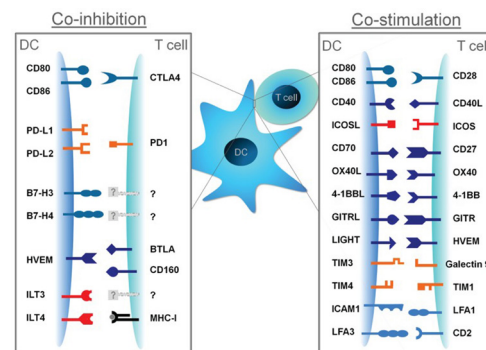 Co-inhibition
Co-stimulation
DC
T cell
CD80
CD86
CTLA4
PD-L1
PD-L2
PD1
B7-H3
?
?
B7-H4
?
?
HVEM
BTLA
CD160
ILT3
?
?
ILT4
MHC-I
T cell
DC
DC
T cell
CD80
CD86
CD28
CD40
CD40L
ICOSL
ICOS
CD70
CD27
OX40L
OX40
4-1BBL
4-1BB
GITRL
GITR
LIGHT
HVEM
TIM3
Galectin 9
TIM4
TIM1
ICAM1
LFA1
LFA3
CD2